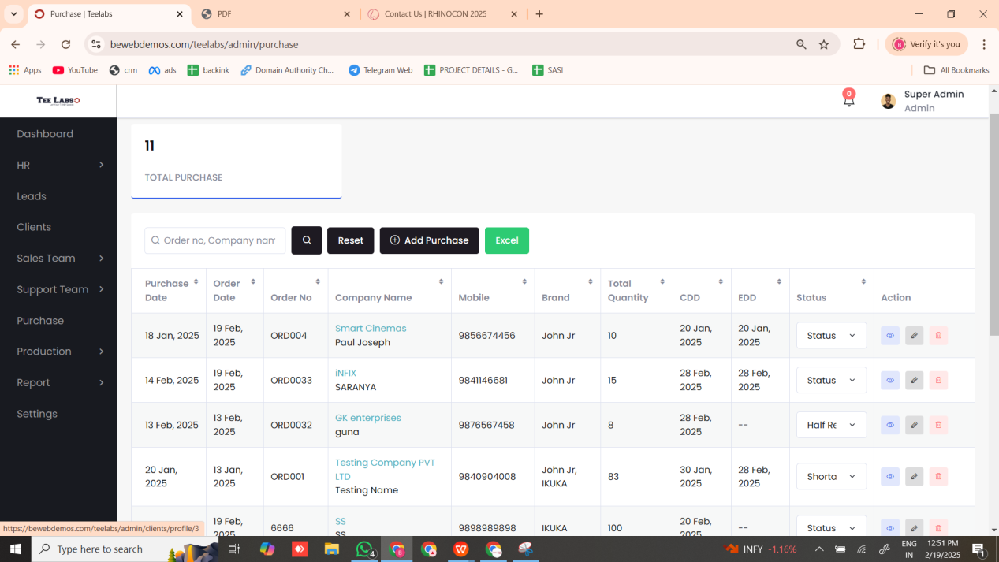 Purchase | Teelabs
PDF
Contact Us | RHINOCON 2025
bewebdemos.com/teelabs/admin/purchase
Verify it's you
Apps
YouTube
crm
ads
backink
Domain Authority Ch...
Telegram Web
PROJECT DETAILS - G...
SASI
All Bookmarks
TEE LABS
0
Super Admin
Admin
Dashboard
HR
Leads
Clients
Sales Team
Support Team
Purchase
Production
Report
Settings
11
TOTAL PURCHASE
Order no, Company nam
Reset
Add Purchase
Excel
Purchase Date Order Date Order No Company Name Mobile Brand Total Quantity CDD EDD Status Action
18 Jan, 2025 19 Feb, 2025 ORD004 Smart Cinemas Paul Joseph 9856674456 John Jr 10 20 Jan, 2025 20 Jan, 2025 Status
14 Feb, 2025 19 Feb, 2025 ORD0033 iNFIX SARANYA 9841146681 John Jr 15 28 Feb, 2025 28 Feb, 2025 Status
13 Feb, 2025 13 Feb, 2025 ORD0032 GK enterprises guna 9876567458 John Jr 8 28 Feb, 2025 -- Half Re
20 Jan, 2025 13 Jan, 2025 ORD001 Testing Company PVT LTD Testing Name 9840904008 John Jr, IKUKA 83 30 Jan, 2025 28 Feb, 2025 Shorta
19 Feb, 2025 6666 SS SS 9898989898 IKUKA 100 20 Feb, 2025 -- Status
https://bewebdemos.com/teelabs/admin/clients/profile/3
Type here to search
4
INFY -1.16%
ENG
IN
12:51 PM
2/19/2025
1